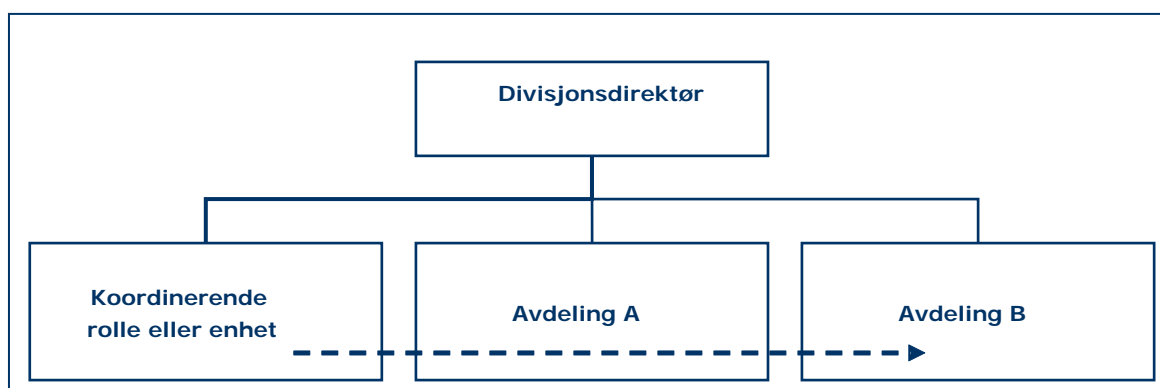 Divisjonsdirektør
Koordinerende
rolle eller enhet
Avdeling A
Avdeling B